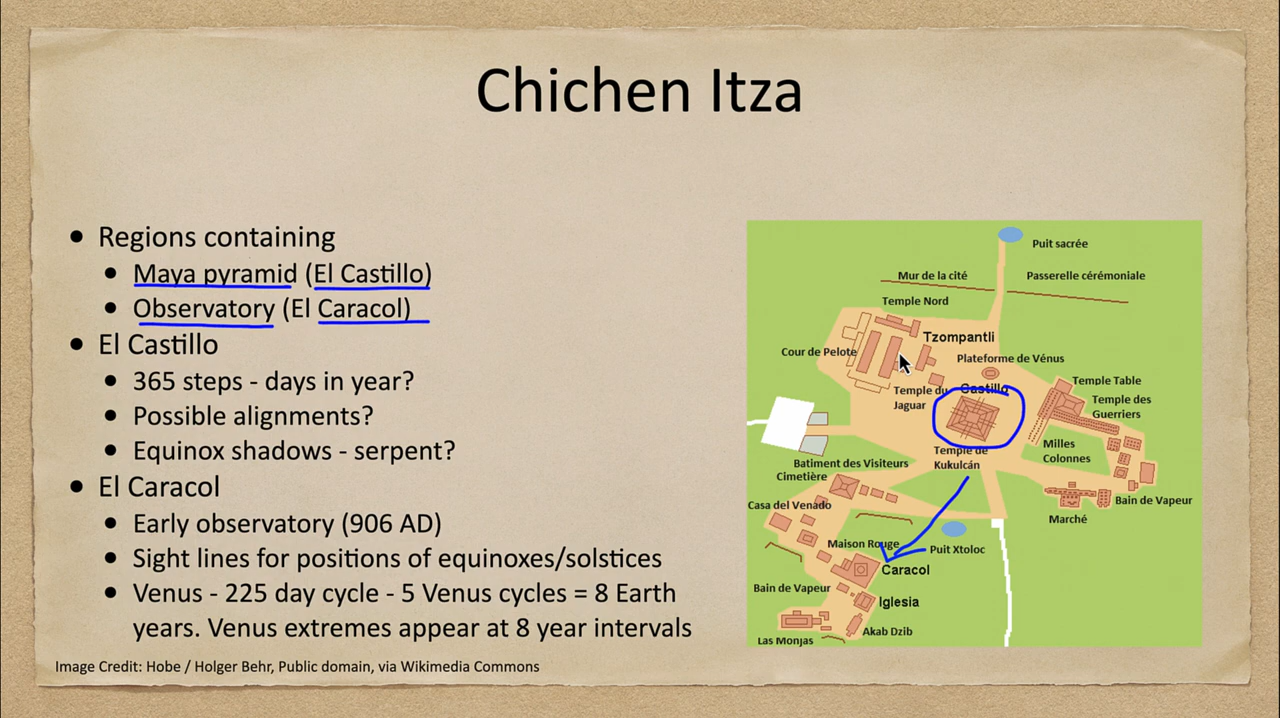 Chichen Itza
• Regions containing
• Maya pyramid (El Castillo)
• Observatory (El Caracol)
• El Castillo
• 365 steps - days in year?
• Possible alignments?
• Equinox shadows - serpent?
• El Caracol
• Early observatory (906 AD)
• Sight lines for positions of equinoxes/solstices
• Venus - 225 day cycle - 5 Venus cycles = 8 Earth
years. Venus extremes appear at 8 year intervals
Image Credit: Hobe / Holger Behr, Public domain, via Wikimedia Commons
Puit sacrée
Mur de la cité
Passerelle cérémoniale
Temple Nord
Tzompantli
Cour de Pelote
Plateforme de Vénus
Temple du
Jaguar
Castillo
Temple Table
Temple des
Guerriers
Milles
Colonnes
Temple de
Kukulcán
Batiment des Visiteurs
Cimetière
Bain de Vapeur
Marché
Casa del Venado
Maison Rouge
Puit Xtoloc
Caracol
Bain de Vapeur
Iglesia
Akab Dzib
Las Monjas